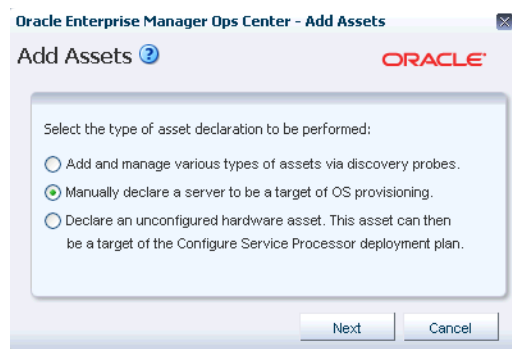 Oracle Enterprise Manager Ops Center - Add Assets
Add Assets
ORACLE
Select the type of asset declaration to be performed:
Add and manage various types of assets via discovery probes.
Manually declare a server to be a target of OS provisioning.
Declare an unconfigured hardware asset. This asset can then
be a target of the Configure Service Processor deployment plan.
Next Cancel